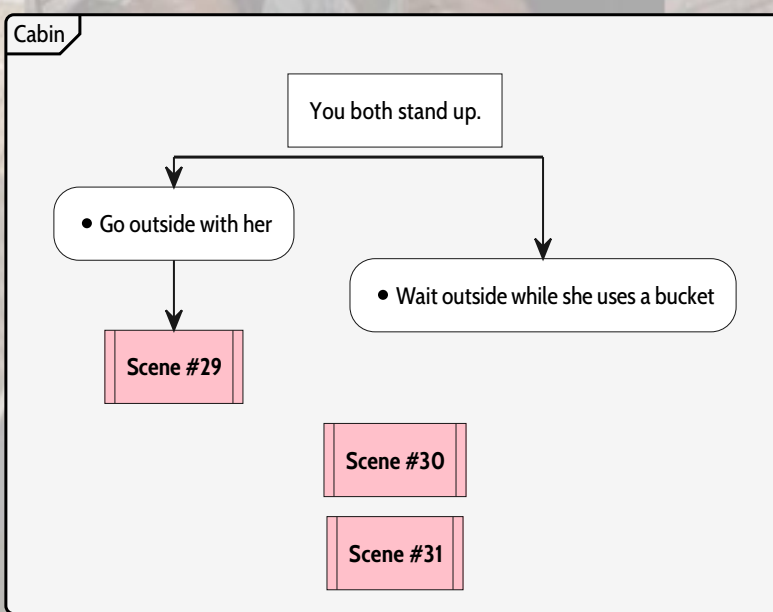 Cabin
You both stand up.
• Go outside with her
• Wait outside while she uses a bucket
Scene #29
Scene #30
Scene #31